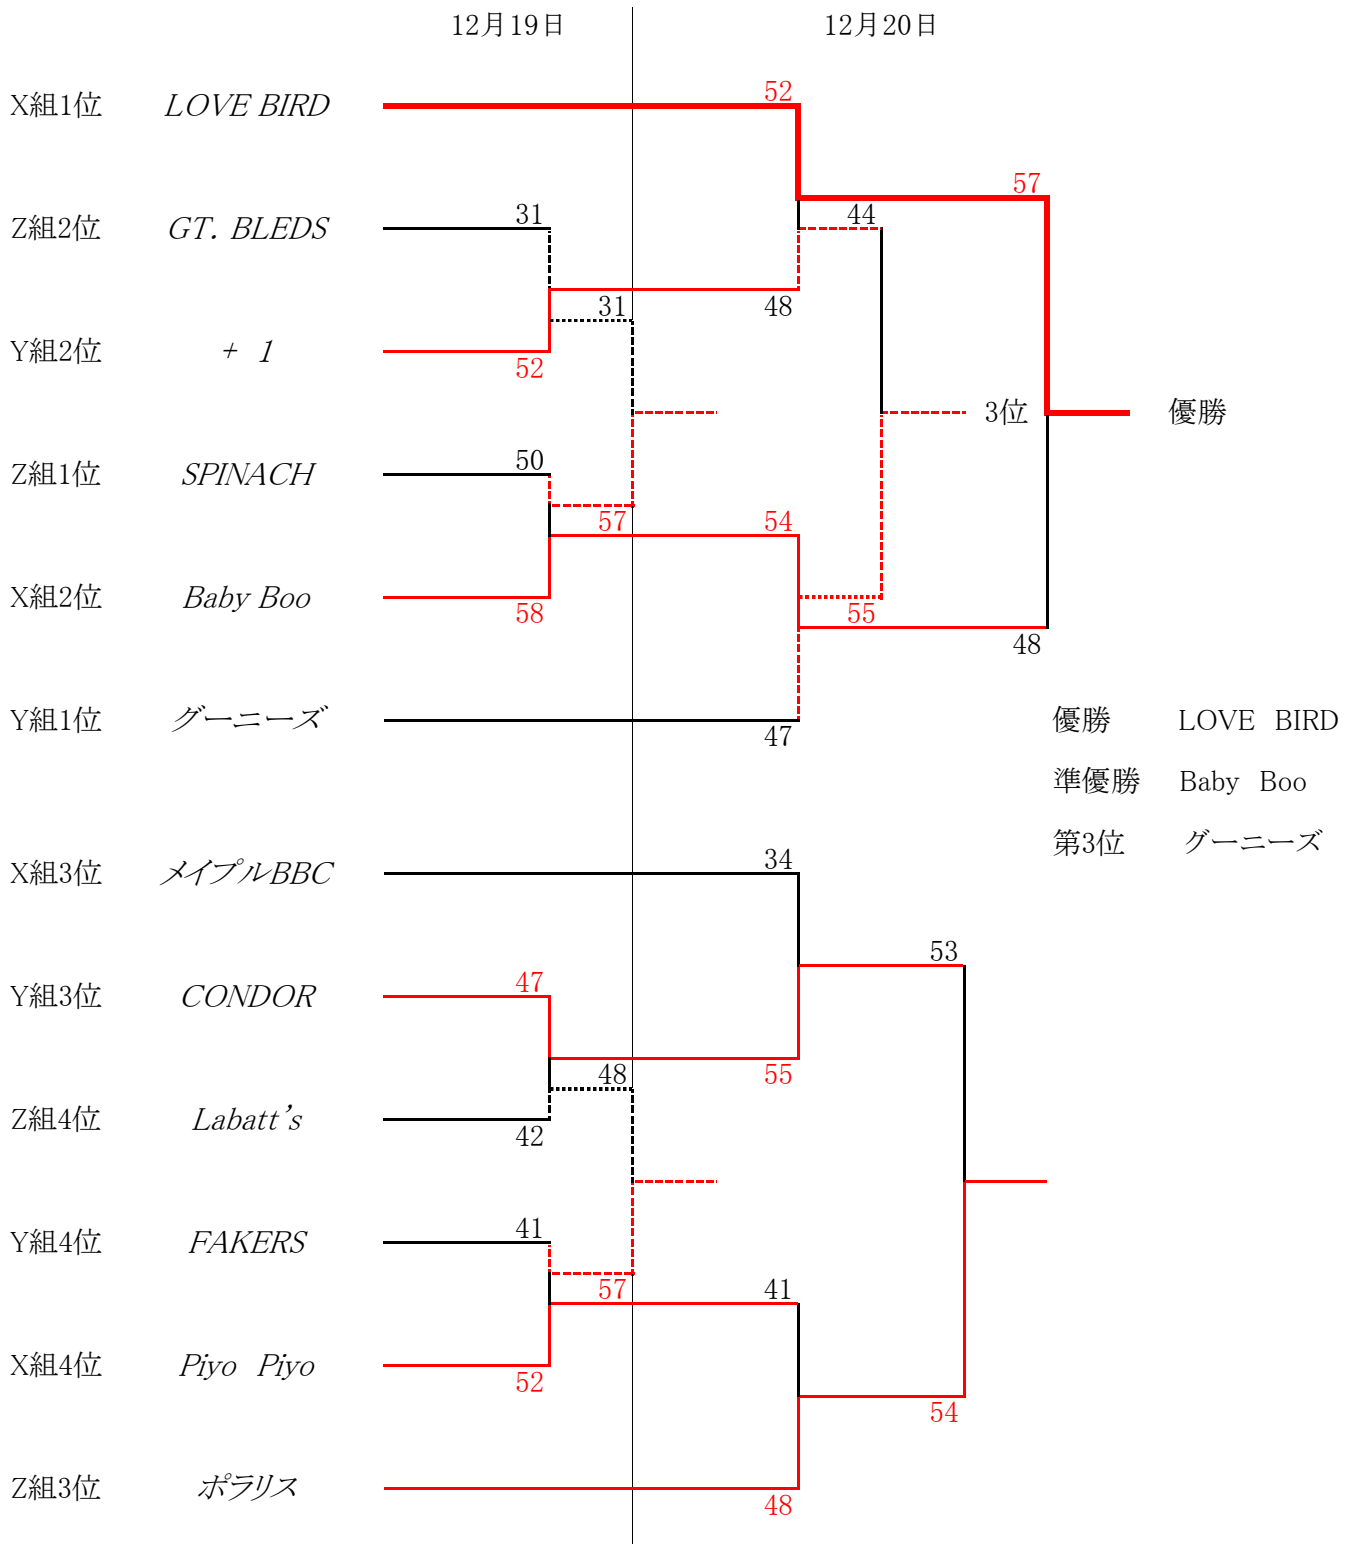 12月19日 12月20日
52
X組1位 LOVE BIRD
57
Z組2位 GT. BLEDS 31 44
31 48
Y組2位 + 1
52
3位 優勝
Z組1位 SPINACH 50
57 54
X組2位 Baby Boo
58 55
48
Y組1位 グーニーズ 優勝 LOVE BIRD
47
準優勝 Baby Boo
第3位 グーニーズ
X組3位 メイプルBBC 34
53
Y組3位 CONDOR 47
48 55
Z組4位 Labatt's
42
Y組4位 FAKERS 41
57 41
X組4位 Piyo Piyo
52
54
Z組3位 ポラリス
48